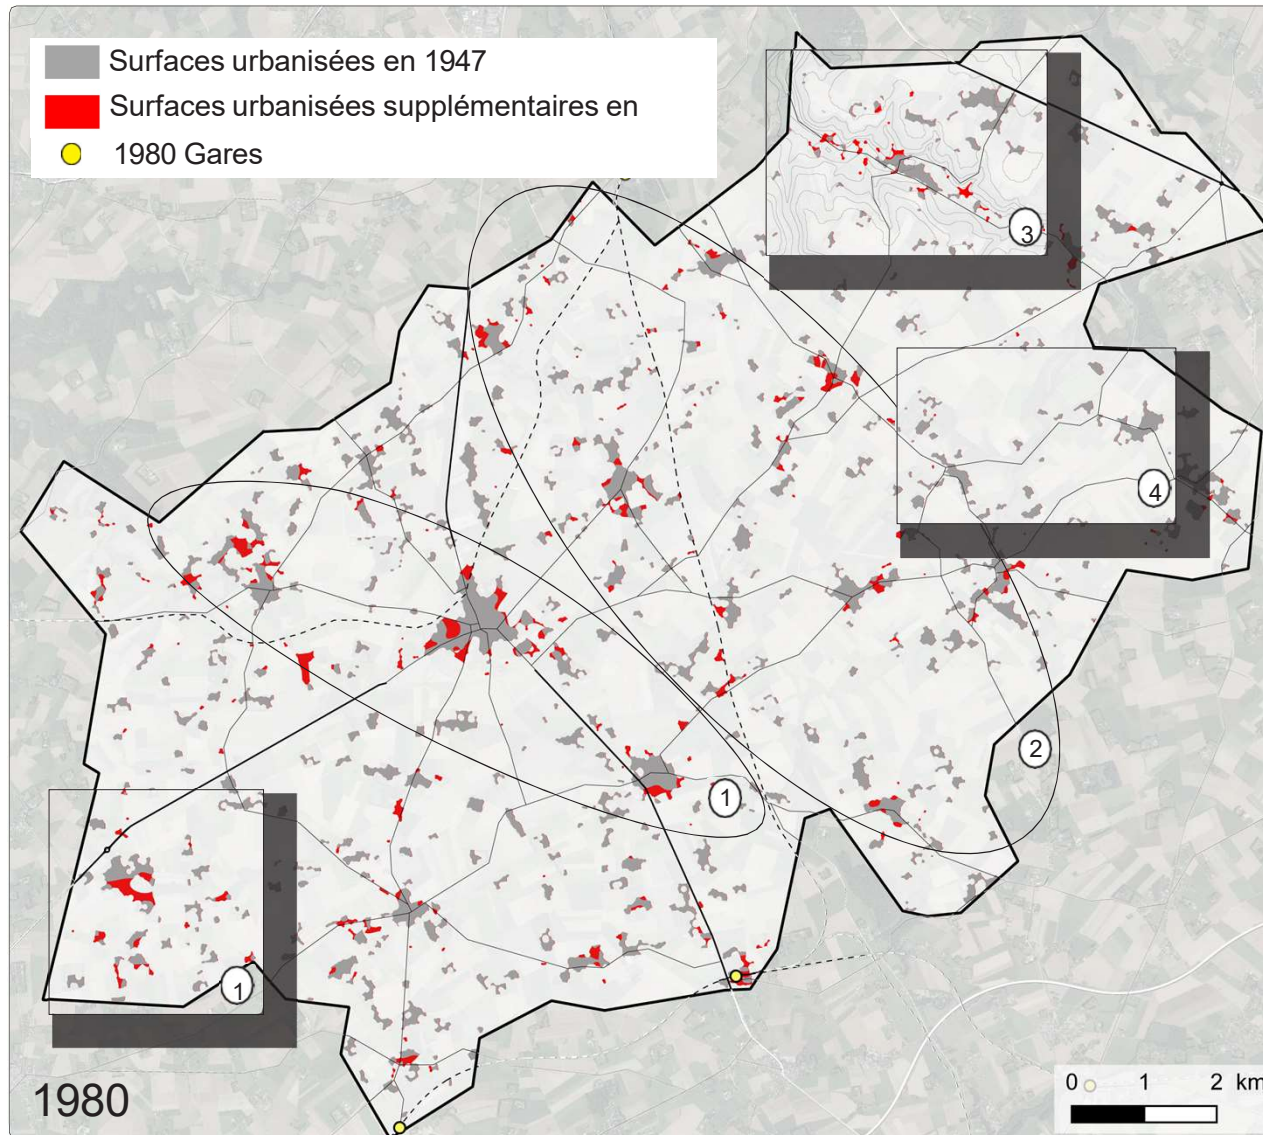 Surfaces urbanisées en 1947
Surfaces urbanisées supplémentaires en
1980 Gares
3
4
2
1
1
1980
0 1 2 km